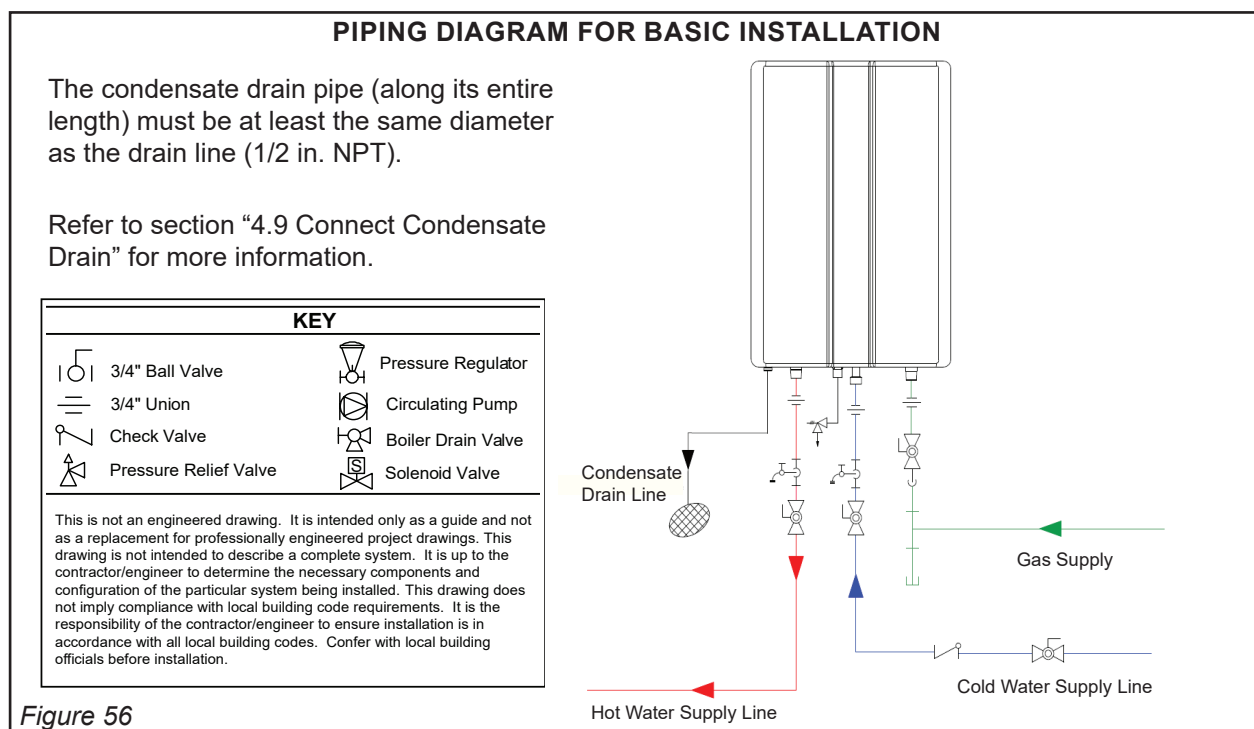 PIPING DIAGRAM FOR BASIC INSTALLATION
The condensate drain pipe (along its entire
length) must be at least the same diameter
as the drain line (1/2 in. NPT).
Refer to section “4.9 Connect Condensate
Drain” for more information.
KEY
3/4" Ball Valve
3/4" Union
Check Valve
Pressure Relief Valve
Pressure Regulator
Circulating Pump
Boiler Drain Valve
S
Solenoid Valve
This is not an engineered drawing. It is intended only as a guide and not
as a replacement for professionally engineered project drawings. This
drawing is not intended to describe a complete system. It is up to the
contractor/engineer to determine the necessary components and
configuration of the particular system being installed. This drawing does
not imply compliance with local building code requirements. It is the
responsibility of the contractor/engineer to ensure installation is in
accordance with all local building codes. Confer with local building
officials before installation.
Condensate
Drain Line
Gas Supply
Cold Water Supply Line
Hot Water Supply Line
Figure 56